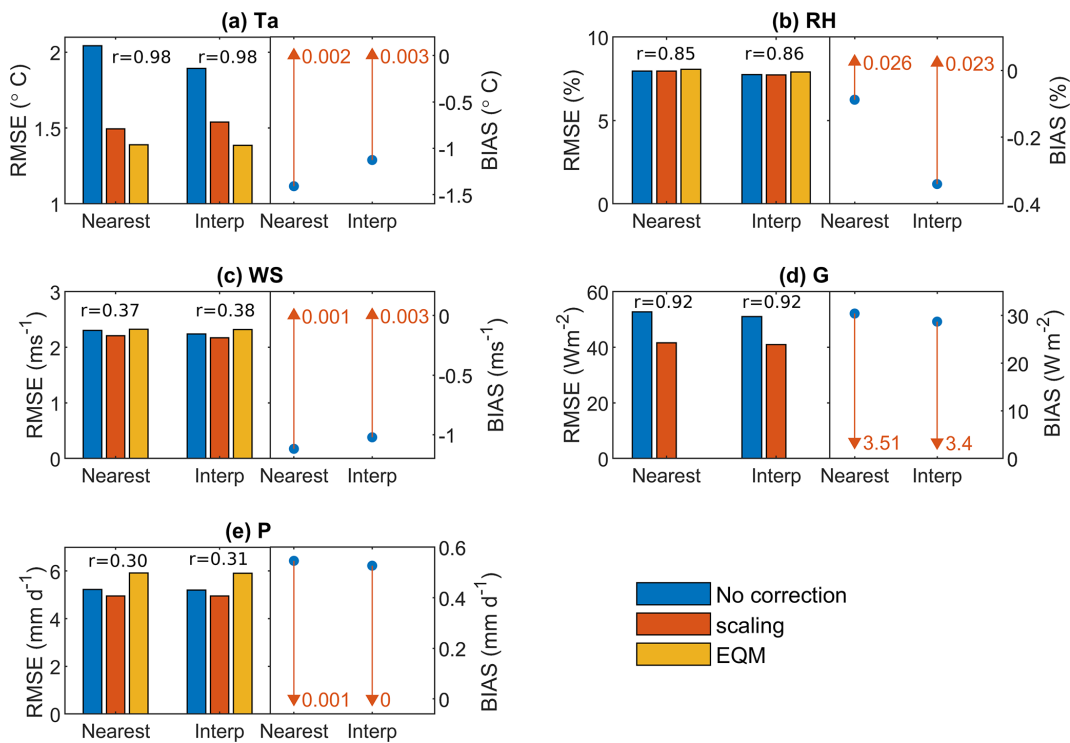 (a) Ta
RMSE (° C)
2
1.5
1
r=0.98 r=0.98
Nearest Interp
0.002 0.003
Nearest Interp
0
-0.5
-1
-1.5
BIAS (° C)
(b) RH
RMSE (%)
10
5
0
r=0.85 r=0.86
Nearest Interp
0.026 0.023
Nearest Interp
0
-0.2
-0.4
BIAS (%)
(c) WS
RMSE (ms-1)
3
2
1
0
r=0.37 r=0.38
Nearest Interp
0.001 0.003
Nearest Interp
0
-0.5
-1
BIAS (ms-1)
(d) G
RMSE (Wm-2)
60
40
20
0
r=0.92 r=0.92
Nearest Interp
3.51 3.4
Nearest Interp
30
20
10
0
BIAS (W m-2)
(e) P
RMSE (mm d-1)
6
4
2
0
r=0.30 r=0.31
Nearest Interp
0.001 0
Nearest Interp
0.6
0.4
0.2
0
BIAS (mm d-1)
No correction
scaling
EQM